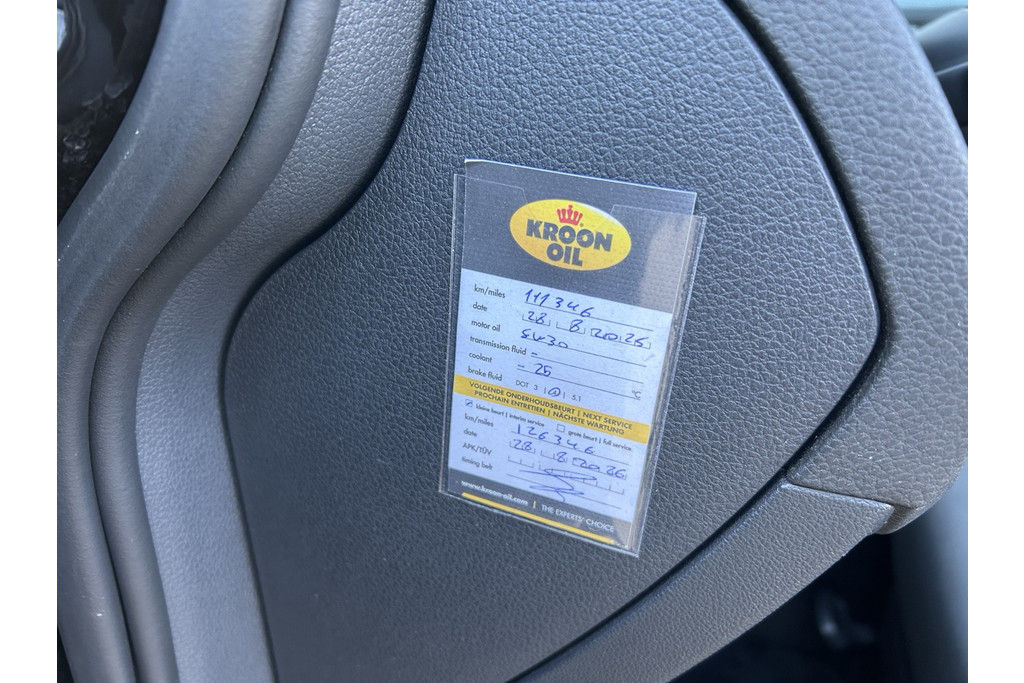 KROON
OIL
km/miles 111346
date 28 8 2025
motor oil 5W30
transmission fluid -
coolant - 25 °C
brake fluid DOT 3 | 4 | 5.1
VOLGENDE ONDERHOUDSBEURT | NEXT SERVICE
PROCHAIN ENTRETIEN | NÄCHSTE WARTUNG
kleine beurt | interim service grote beurt | full service
km/miles 126346
date 28 8 2026
APK/TÜV
timing belt
www.kroon-oil.com | THE EXPERTS' CHOICE